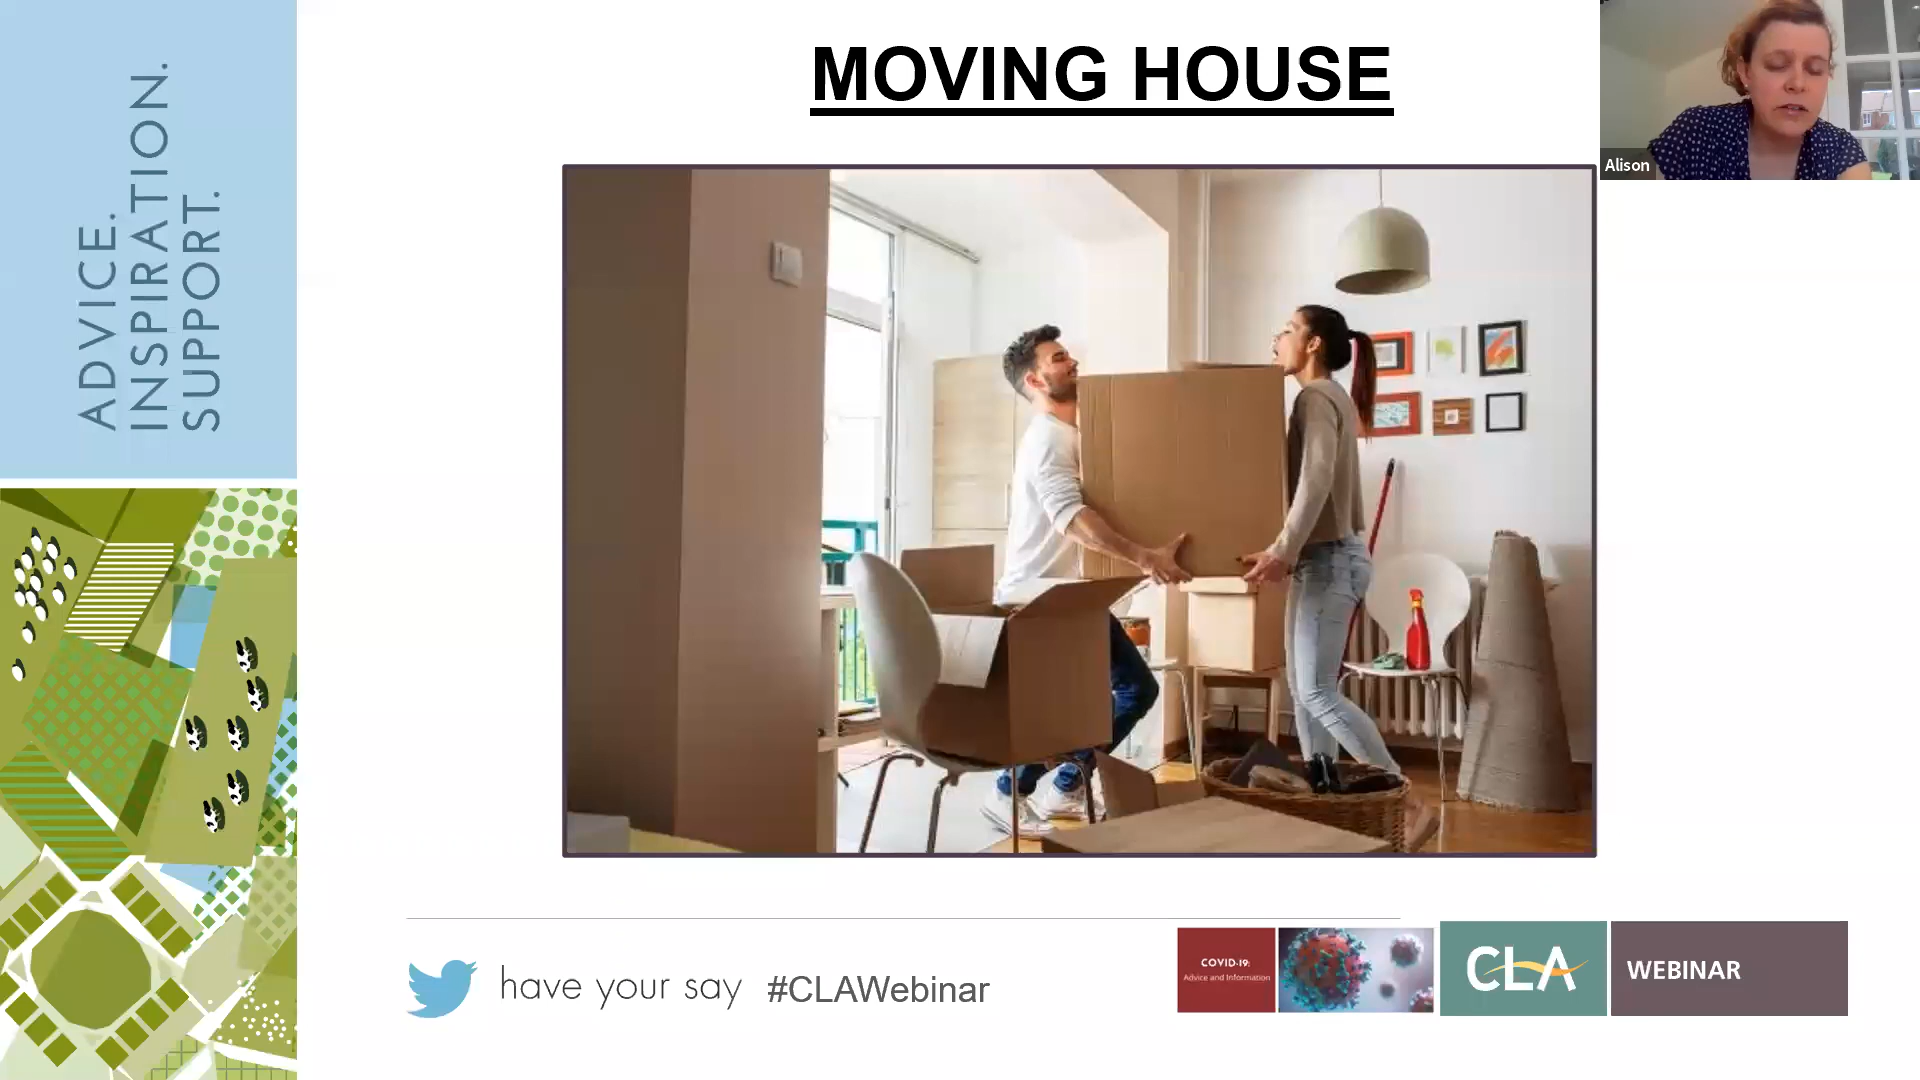 MOVING HOUSE
Alison
ADVICE.
INSPIRATION.
SUPPORT.
have your say #CLAWebinar
COVID-19:
Advice and Information
CLA
WEBINAR